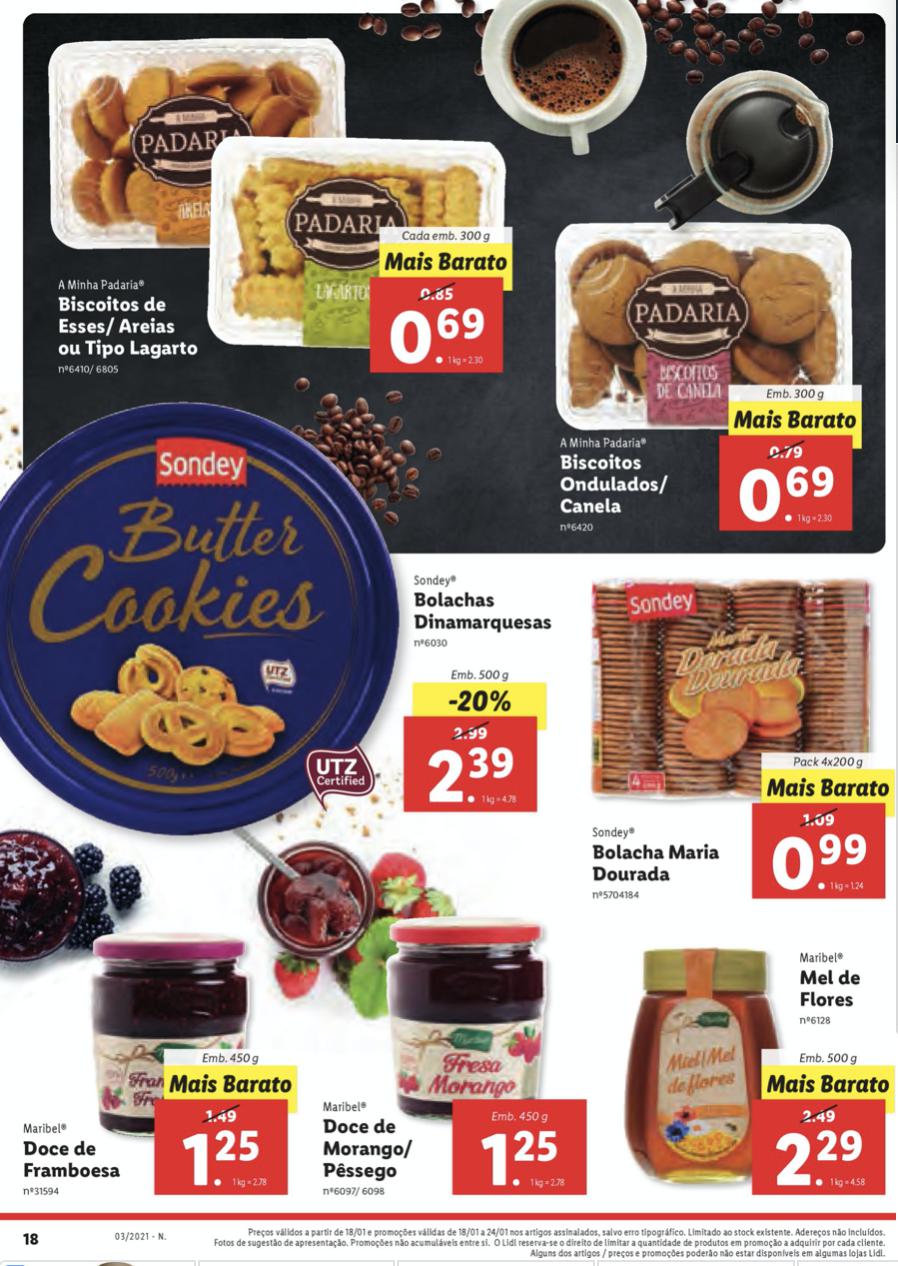 A MINHA
PADARIA
A MINHA
PADARIA
LAGARTO
Cada emb. 300 g
Mais Barato
0.85
0.69
1 kg = 2.30
A Minha Padaria®
Biscoitos de
Esses/ Areias
ou Tipo Lagarto
nº6410/ 6805
A MINHA
PADARIA
BISCOITOS
DE CANELA
Emb. 300 g
Mais Barato
0.79
0.69
1 kg = 2.30
A Minha Padaria®
Biscoitos
Ondulados/
Canela
nº6420
Sondey
Butter
Cookies
UTZ
500g
UTZ
Certified
Sondey®
Bolachas
Dinamarquesas
nº6030
Emb. 500 g
-20%
2.99
2.39
1 kg = 4.78
Sondey
Maria
Dorada
Dourada
4
Pack 4x200 g
Mais Barato
1.09
0.99
1 kg = 1.24
Sondey®
Bolacha Maria
Dourada
nº5704184
Emb. 450 g
Mais Barato
1.49
1.25
1 kg = 2.78
Maribel®
Doce de
Framboesa
nº31594
Maribel
Fresa
Morango
Emb. 450 g
1.25
1 kg = 2.78
Maribel®
Doce de
Morango/
Pêssego
nº6097/ 6098
Maribel
Miel/Mel
de flores
Maribel®
Mel de
Flores
nº6128
Emb. 500 g
Mais Barato
2.49
2.29
1 kg = 4.58
18
03/2021 - N.
Preços válidos a partir de 18/01 e promoções válidas de 18/01 a 24/01 nos artigos assinalados, salvo erro tipográfico. Limitado ao stock existente. Adereços não incluídos.
Fotos de sugestão de apresentação. Promoções não acumuláveis entre si. O Lidl reserva-se o direito de limitar a quantidade de produtos em promoção a adquirir por cada cliente.
Alguns dos artigos / preços e promoções poderão não estar disponíveis em algumas lojas Lidl.